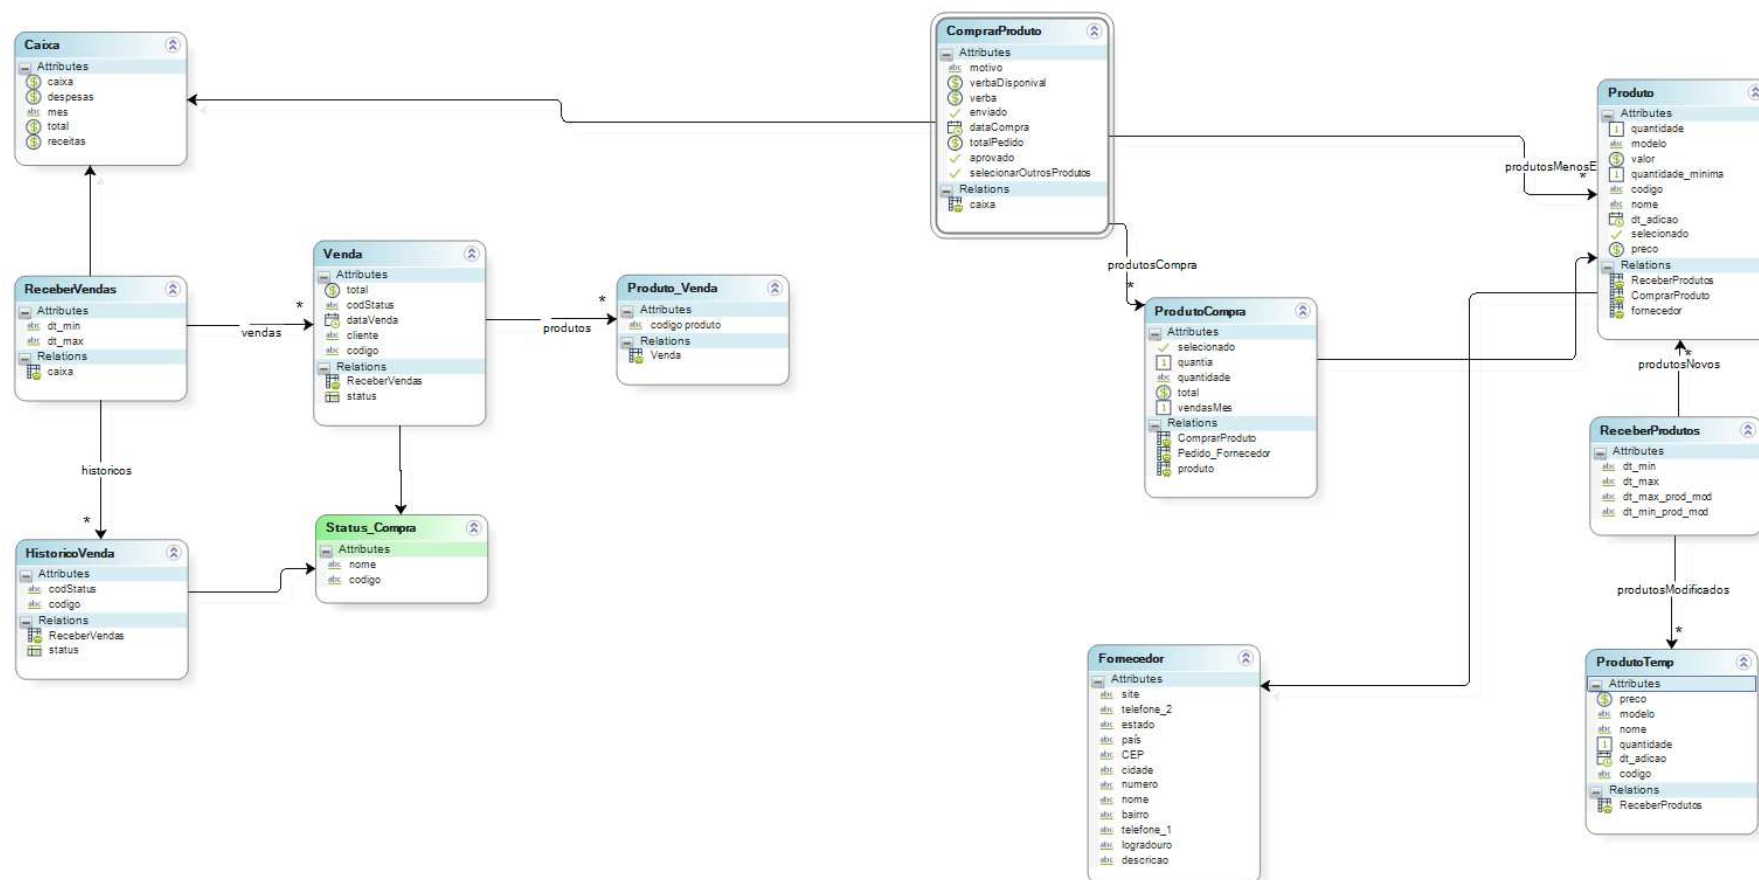 Caixa
Attributes
caixa
despesas
mes
total
receitas
ComprarProduto
Attributes
motivo
verbaDisponival
verba
enviado
dataCompra
totalPedido
aprovado
selecionarOutrosProdutos
Relations
caixa
Produto
Attributes
quantidade
modelo
valor
quantidade_minima
codigo
nome
dt_adicao
selecionado
preco
Relations
ReceberProdutos
ComprarProduto
fornecedor
produtosMenosE
*
ReceberVendas
Attributes
dt_min
dt_max
Relations
caixa
vendas
*
Venda
Attributes
total
codStatus
dataVenda
cliente
codigo
Relations
ReceberVendas
status
produtos
*
Produto_Venda
Attributes
codigo produto
Relations
Venda
produtosCompra
*
ProdutoCompra
Attributes
selecionado
quantia
quantidade
total
vendasMes
Relations
ComprarProduto
Pedido_Fornecedor
produto
*
produtosNovos
ReceberProdutos
Attributes
dt_min
dt_max
dt_max_prod_mod
dt_min_prod_mod
historicos
*
HistoricoVenda
Attributes
codStatus
codigo
Relations
ReceberVendas
status
Status_Compra
Attributes
nome
codigo
produtosModificados
*
Fornecedor
Attributes
site
telefone_2
estado
país
CEP
cidade
numero
nome
bairro
telefone_1
logradouro
descricao
ProdutoTemp
Attributes
preco
modelo
nome
quantidade
dt_adicao
codigo
Relations
ReceberProdutos